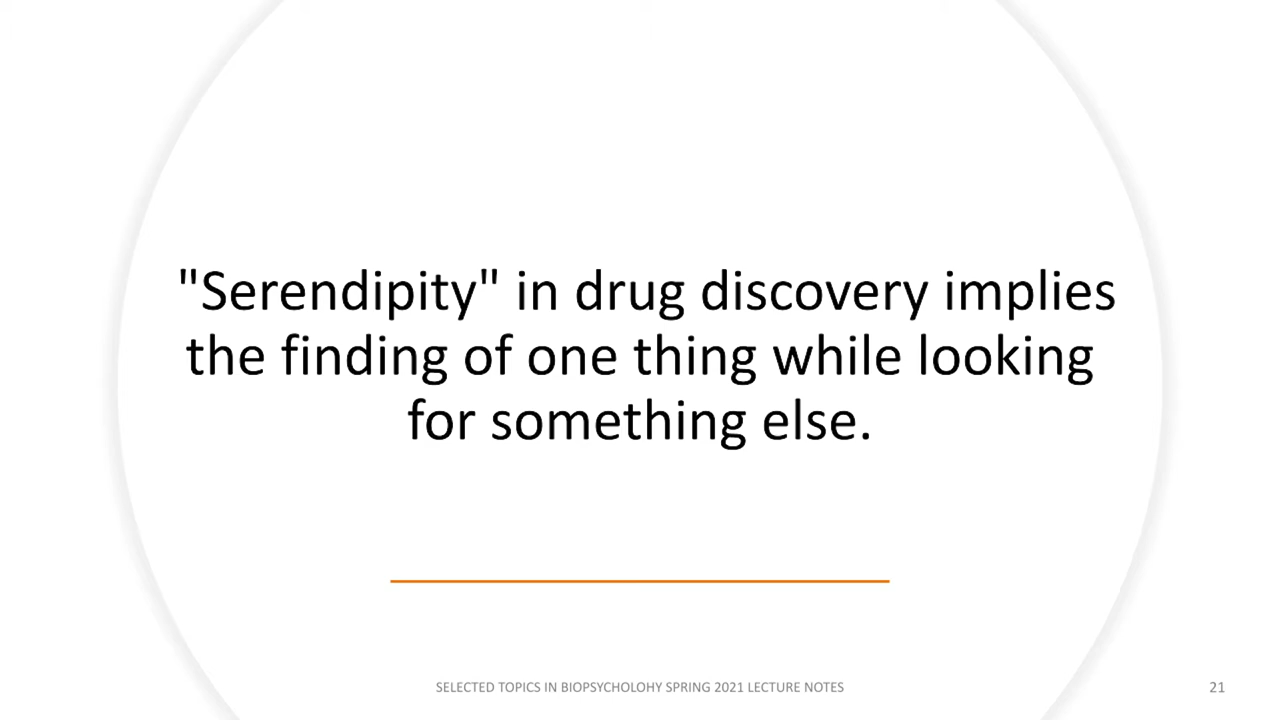 "Serendipity" in drug discovery implies
the finding of one thing while looking
for something else.
SELECTED TOPICS IN BIOPSYCHOLOHY SPRING 2021 LECTURE NOTES
21